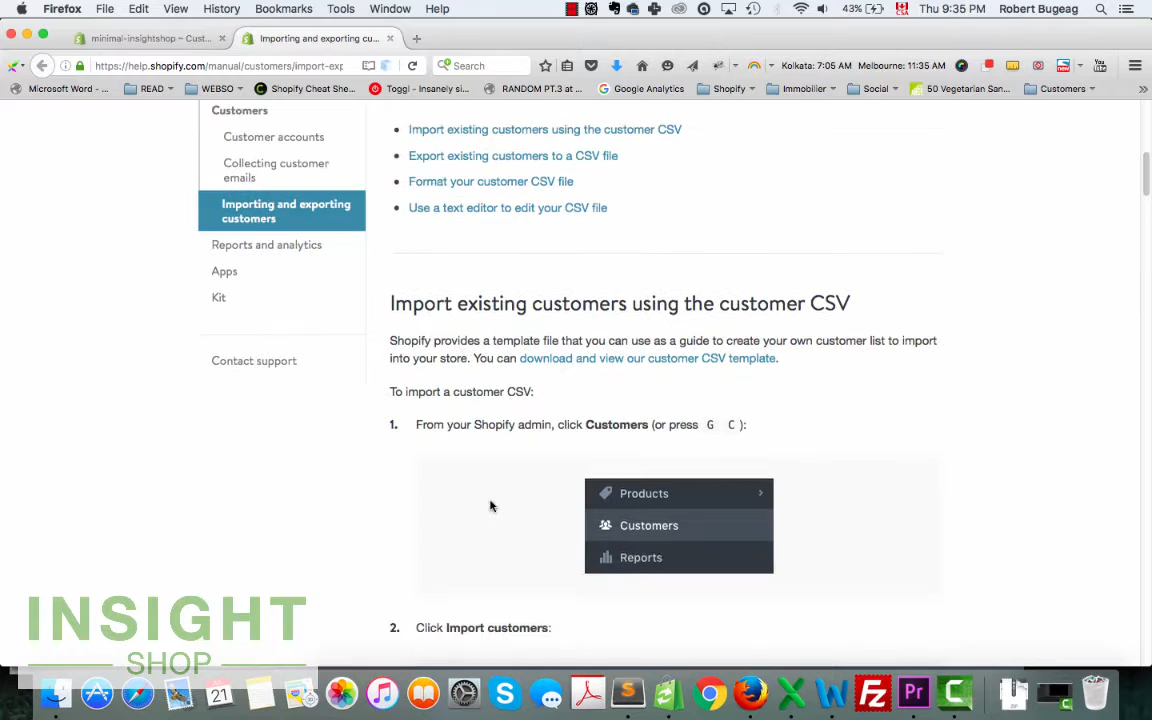 Firefox File Edit View History Bookmarks Tools Window Help 43% Thu 9:35 PM Robert Bugeag
minimal-insightshop ~ Cust... × Importing and exporting cu... × +
https://help.shopify.com/manual/customers/import-exp Search Kolkata: 7:05 AM Melbourne: 11:35 AM
Microsoft Word - ... READ WEBSO Shopify Cheat She... Toggl - Insanely si... RANDOM PT.3 at ... Google Analytics Shopify Immobilier Social 50 Vegetarian San... Customers
Customers
Customer accounts
Collecting customer
emails
Importing and exporting
customers
Reports and analytics
Apps
Kit
Contact support
• Import existing customers using the customer CSV
• Export existing customers to a CSV file
• Format your customer CSV file
• Use a text editor to edit your CSV file
Import existing customers using the customer CSV
Shopify provides a template file that you can use as a guide to create your own customer list to import
into your store. You can download and view our customer CSV template.
To import a customer CSV:
1. From your Shopify admin, click Customers (or press G C ):
Products
Customers
Reports
2. Click Import customers:
INSIGHT
SHOP
21
Fz
Pr